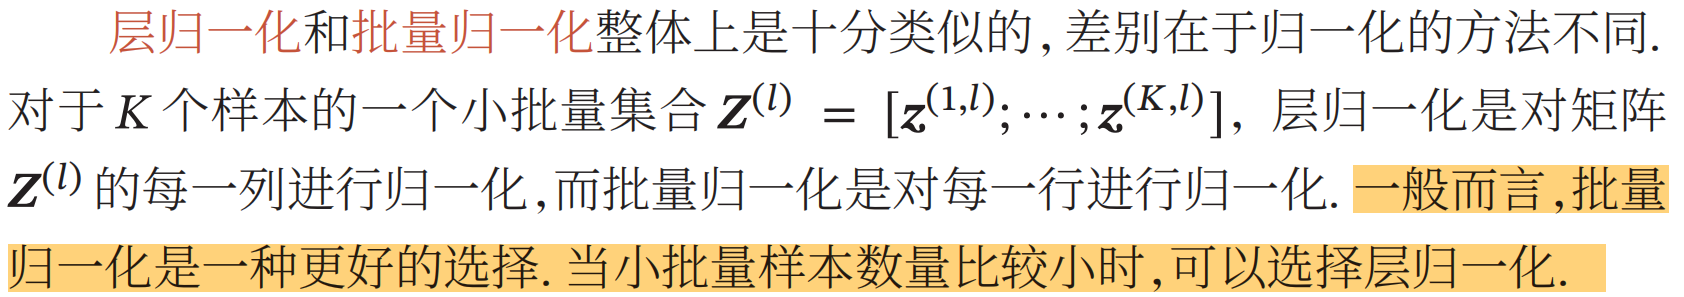 层归一化和批量归一化整体上是十分类似的，差别在于归一化的方法不同．
对于 K 个样本的一个小批量集合 Z^(l) = [z^(1,l); ⋯ ; z^(K,l)]，层归一化是对矩阵
Z^(l) 的每一列进行归一化，而批量归一化是对每一行进行归一化．一般而言，批量
归一化是一种更好的选择．当小批量样本数量比较小时，可以选择层归一化．